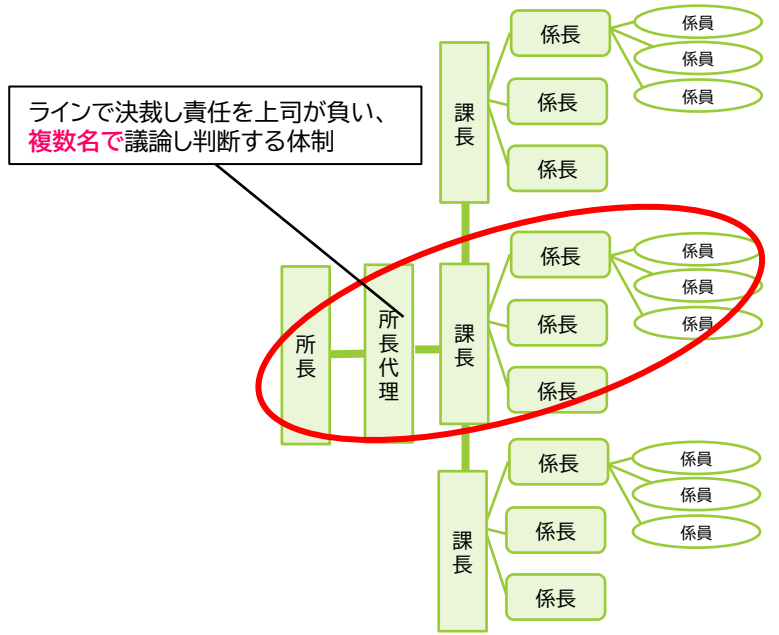 ラインで決裁し責任を上司が負い、
複数名で議論し判断する体制
所長
所長代理
課長
係長
係員
係員
係員
係長
係長
課長
係長
係員
係員
係員
係長
係長
課長
係長
係員
係員
係員
係長
係長